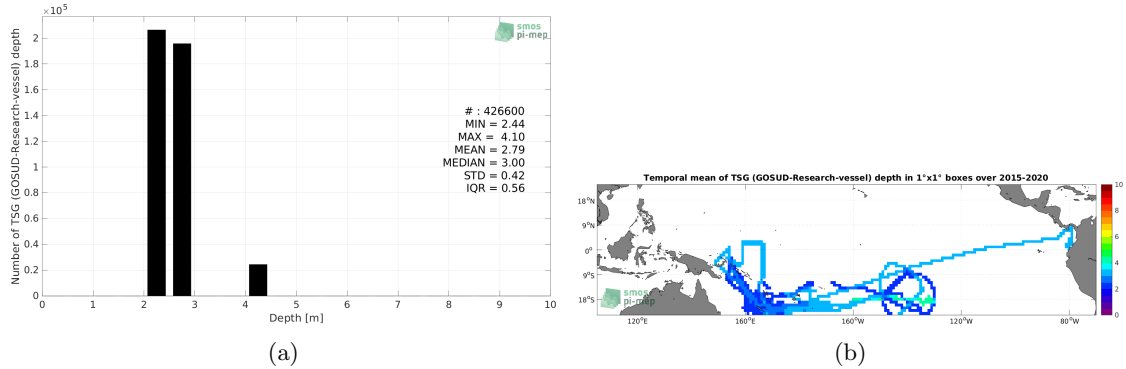 ×10⁵
smos
pi-mep
Number of TSG (GOSUD-Research-vessel) depth
2
1.8
1.6
1.4
1.2
1
0.8
0.6
0.4
0.2
0
# : 426600
MIN = 2.44
MAX = 4.10
MEAN = 2.79
MEDIAN = 3.00
STD = 0.42
IQR = 0.56
0 1 2 3 4 5 6 7 8 9 10
Depth [m]
(a)
Temporal mean of TSG (GOSUD-Research-vessel) depth in 1°x1° boxes over 2015-2020
18°N
9°N
0°
9°S
18°S
smos
pi-mep
120°E 160°E 160°W 120°W 80°W
10
8
6
4
2
0
(b)